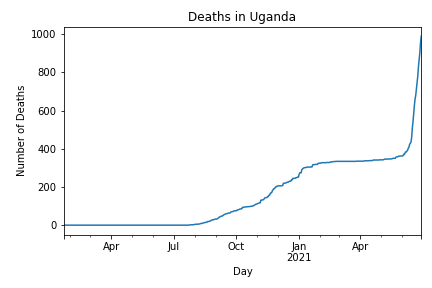 Deaths in Uganda
1000
800
600
400
200
0
Number of Deaths
Apr
Jul
Oct
Jan
2021
Apr
Day